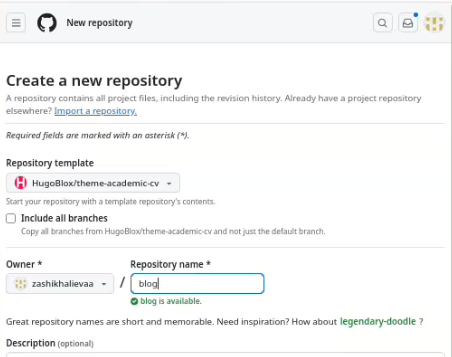 New repository
Create a new repository
A repository contains all project files, including the revision history. Already have a project repository
elsewhere? Import a repository.
Required fields are marked with an asterisk (*).
Repository template
HugoBlox/theme-academic-cv
Start your repository with a template repository's contents.
Include all branches
Copy all branches from HugoBlox/theme-academic-cv and not just the default branch.
Owner * Repository name *
zashikhalievaa / blog
blog is available.
Great repository names are short and memorable. Need inspiration? How about legendary-doodle ?
Description (optional)